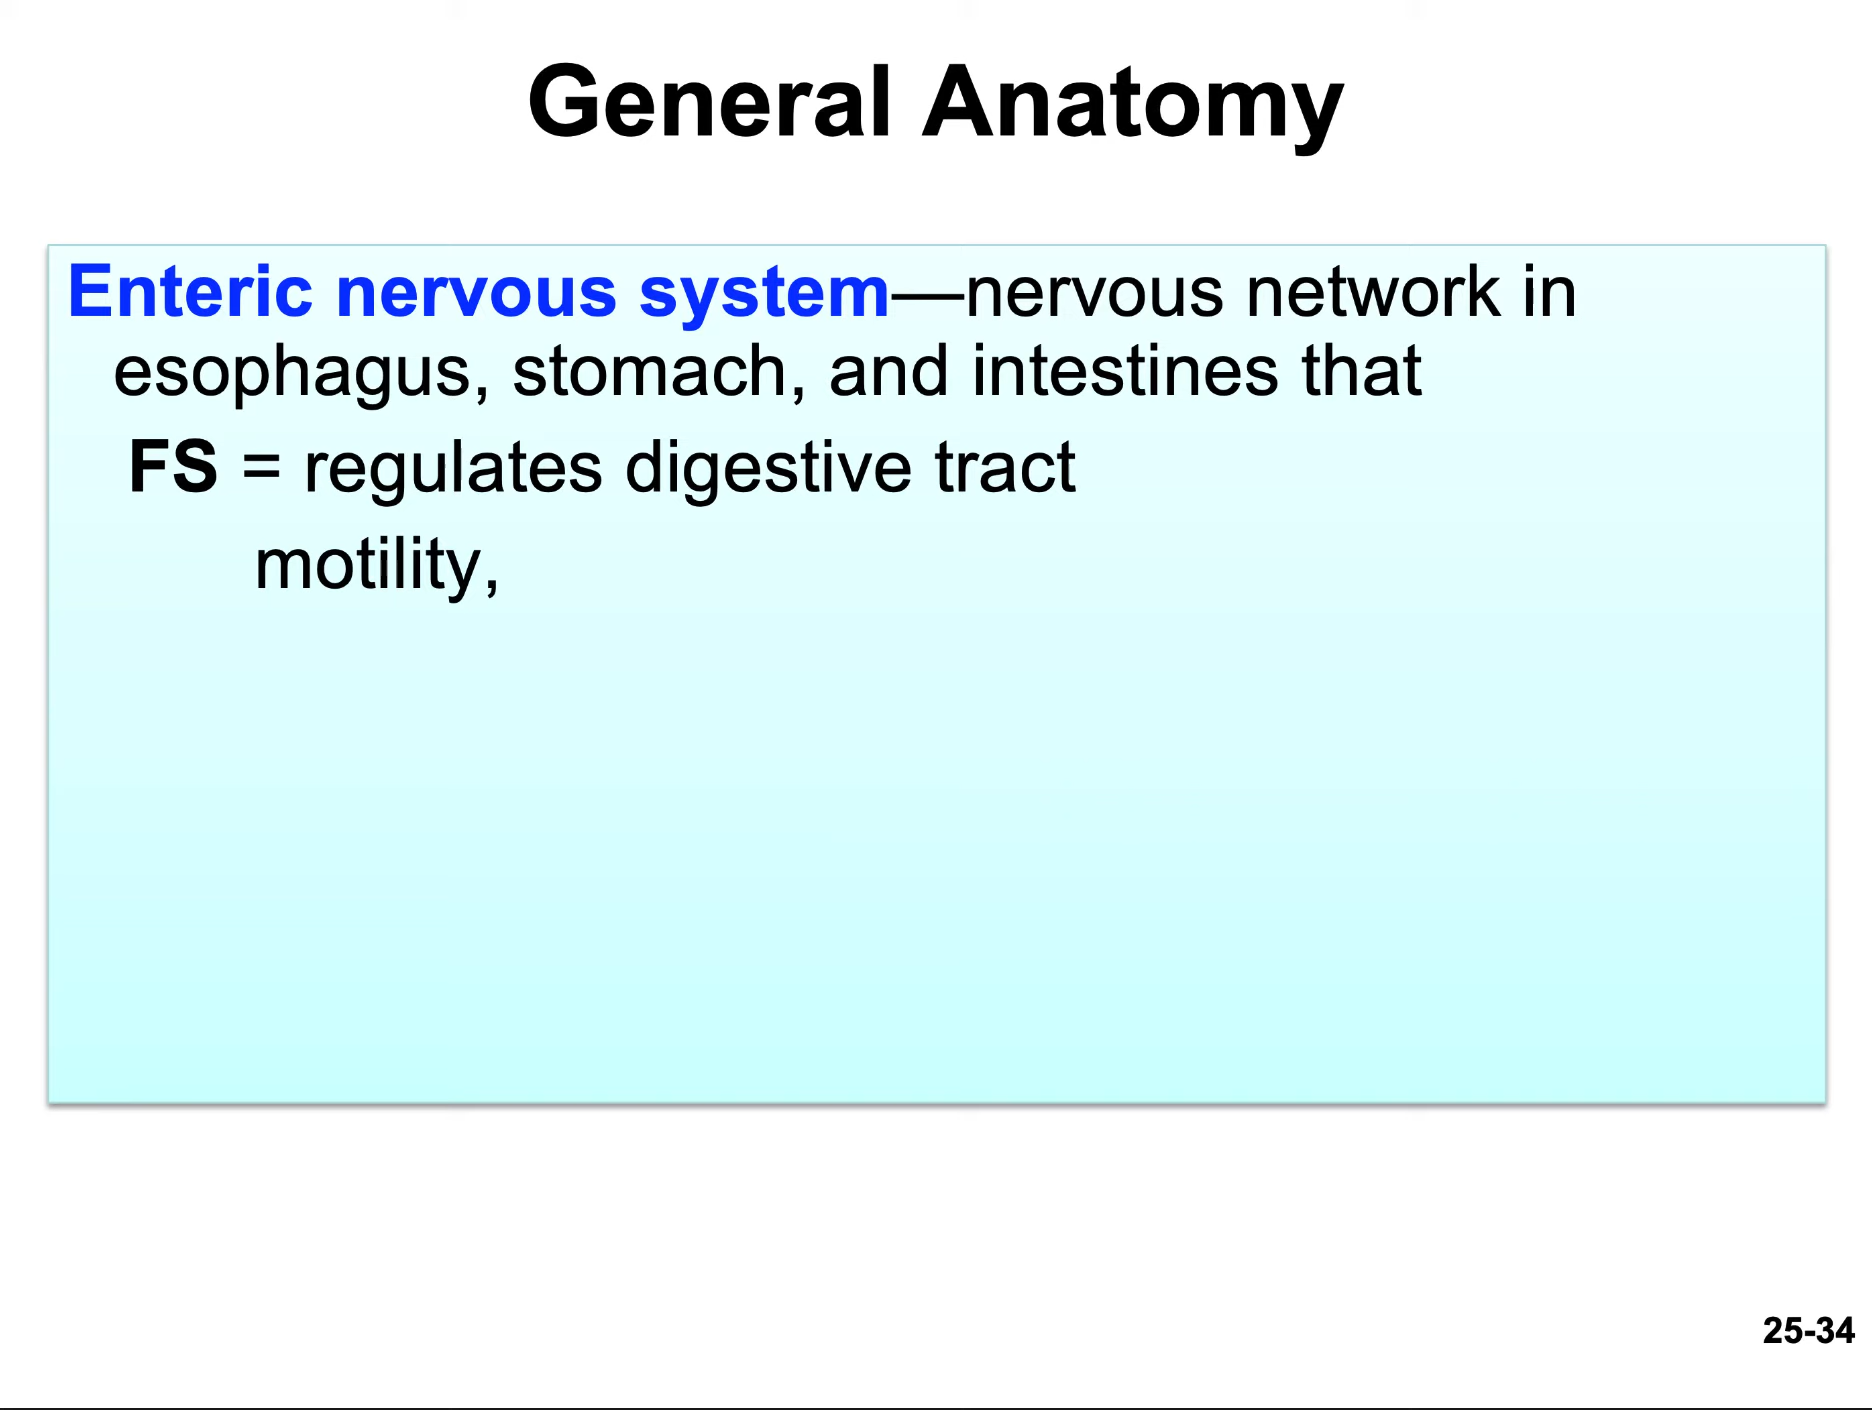 General Anatomy
Enteric nervous system—nervous network in
esophagus, stomach, and intestines that
FS = regulates digestive tract
motility,
25-34